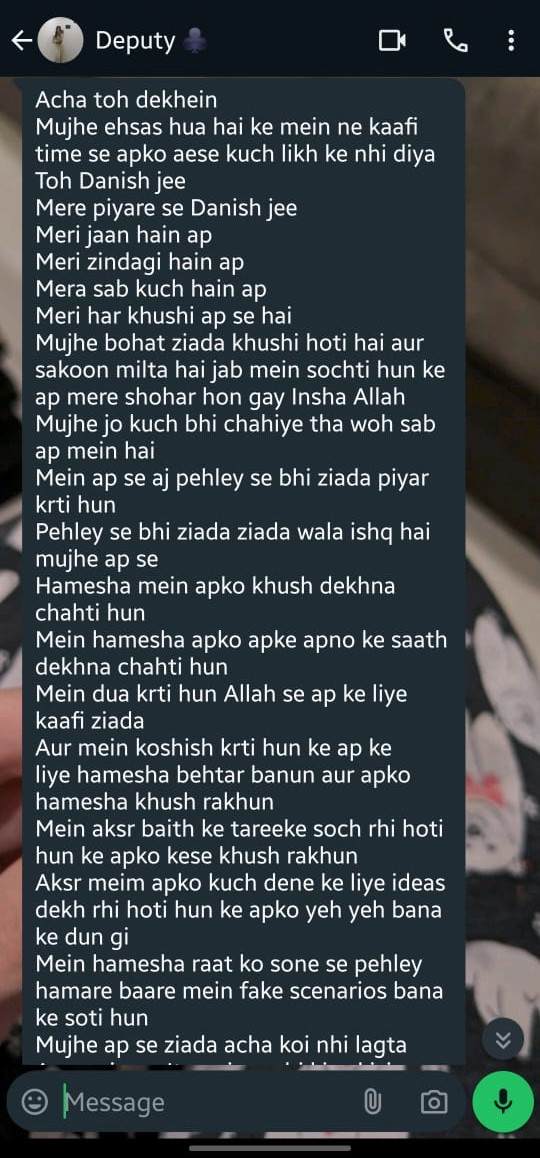 Deputy
Acha toh dekhein
Mujhe ehsas hua hai ke mein ne kaafi
time se apko aese kuch likh ke nhi diya
Toh Danish jee
Mere piyare se Danish jee
Meri jaan hain ap
Meri zindagi hain ap
Mera sab kuch hain ap
Meri har khushi ap se hai
Mujhe bohat ziada khushi hoti hai aur
sakoon milta hai jab mein sochti hun ke
ap mere shohar hon gay Insha Allah
Mujhe jo kuch bhi chahiye tha woh sab
ap mein hai
Mein ap se aj pehley se bhi ziada piyar
krti hun
Pehley se bhi ziada ziada wala ishq hai
mujhe ap se
Hamesha mein apko khush dekhna
chahti hun
Mein hamesha apko apke apno ke saath
dekhna chahti hun
Mein dua krti hun Allah se ap ke liye
kaafi ziada
Aur mein koshish krti hun ke ap ke
liye hamesha behtar banun aur apko
hamesha khush rakhun
Mein aksr baith ke tareeke soch rhi hoti
hun ke apko kese khush rakhun
Aksr meim apko kuch dene ke liye ideas
dekh rhi hoti hun ke apko yeh yeh bana
ke dun gi
Mein hamesha raat ko sone se pehley
hamare baare mein fake scenarios bana
ke soti hun
Mujhe ap se ziada acha koi nhi lagta
Message